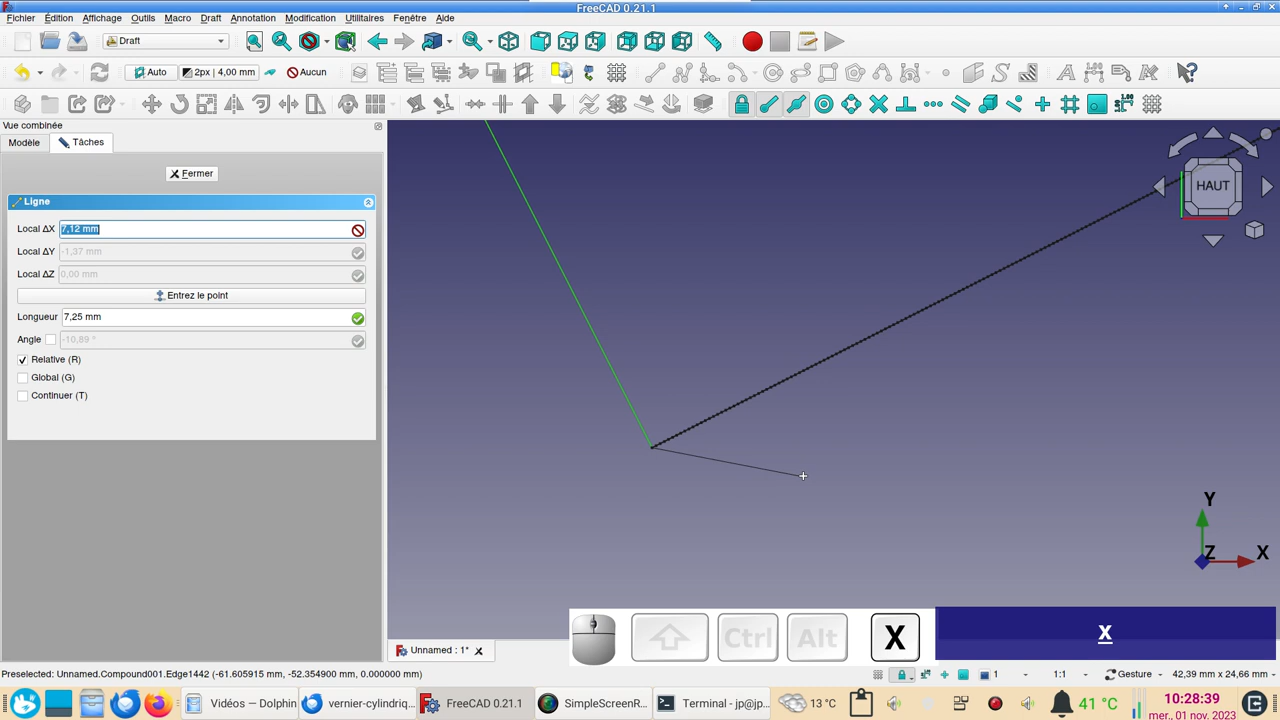 FreeCAD 0.21.1
Fichier Édition Affichage Outils Macro Draft Annotation Modification Utilitaires Fenêtre Aide
Draft
Auto 2px | 4,00 mm Aucun
Vue combinée
Modèle Tâches
Fermer
Ligne
Local ΔX 7,12 mm
Local ΔY -1,37 mm
Local ΔZ 0,00 mm
Entrez le point
Longueur 7,25 mm
Angle -10,89 °
Relative (R)
Global (G)
Continuer (T)
HAUT
Y
Z X
Ctrl Alt X x
Unnamed : 1*
Preselected: Unnamed.Compound001.Edge1442 (-61.605915 mm, -52.354900 mm, 0.000000 mm) 1 1:1 Gesture 42,39 mm x 24,66 mm
Videos — Dolphin vernier-cylindriq... FreeCAD 0.21.1 SimpleScreenR... Terminal - jp@jp... 13 °C 41 °C
10:28:39
mer., 01 nov. 2023